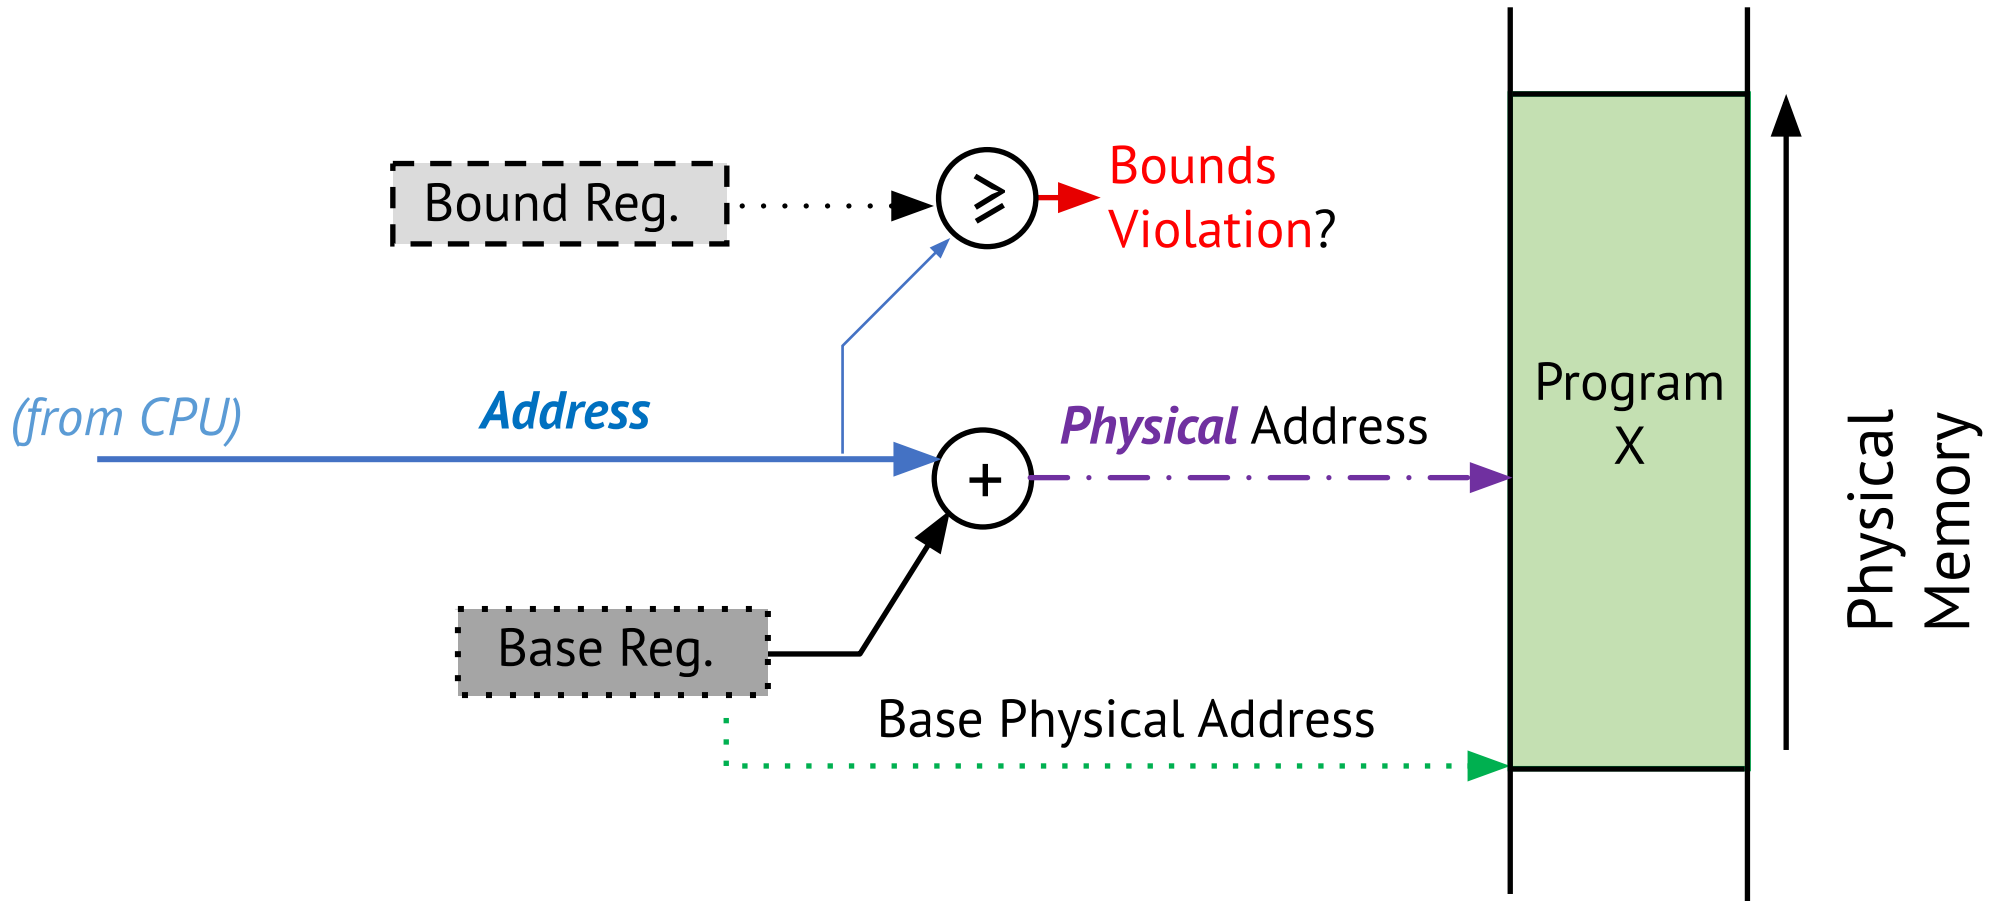 Bounds
Violation?
Bound Reg.
⩾
(from CPU)
Address
Physical Address
+
Program
X
Physical
Memory
Base Reg.
Base Physical Address